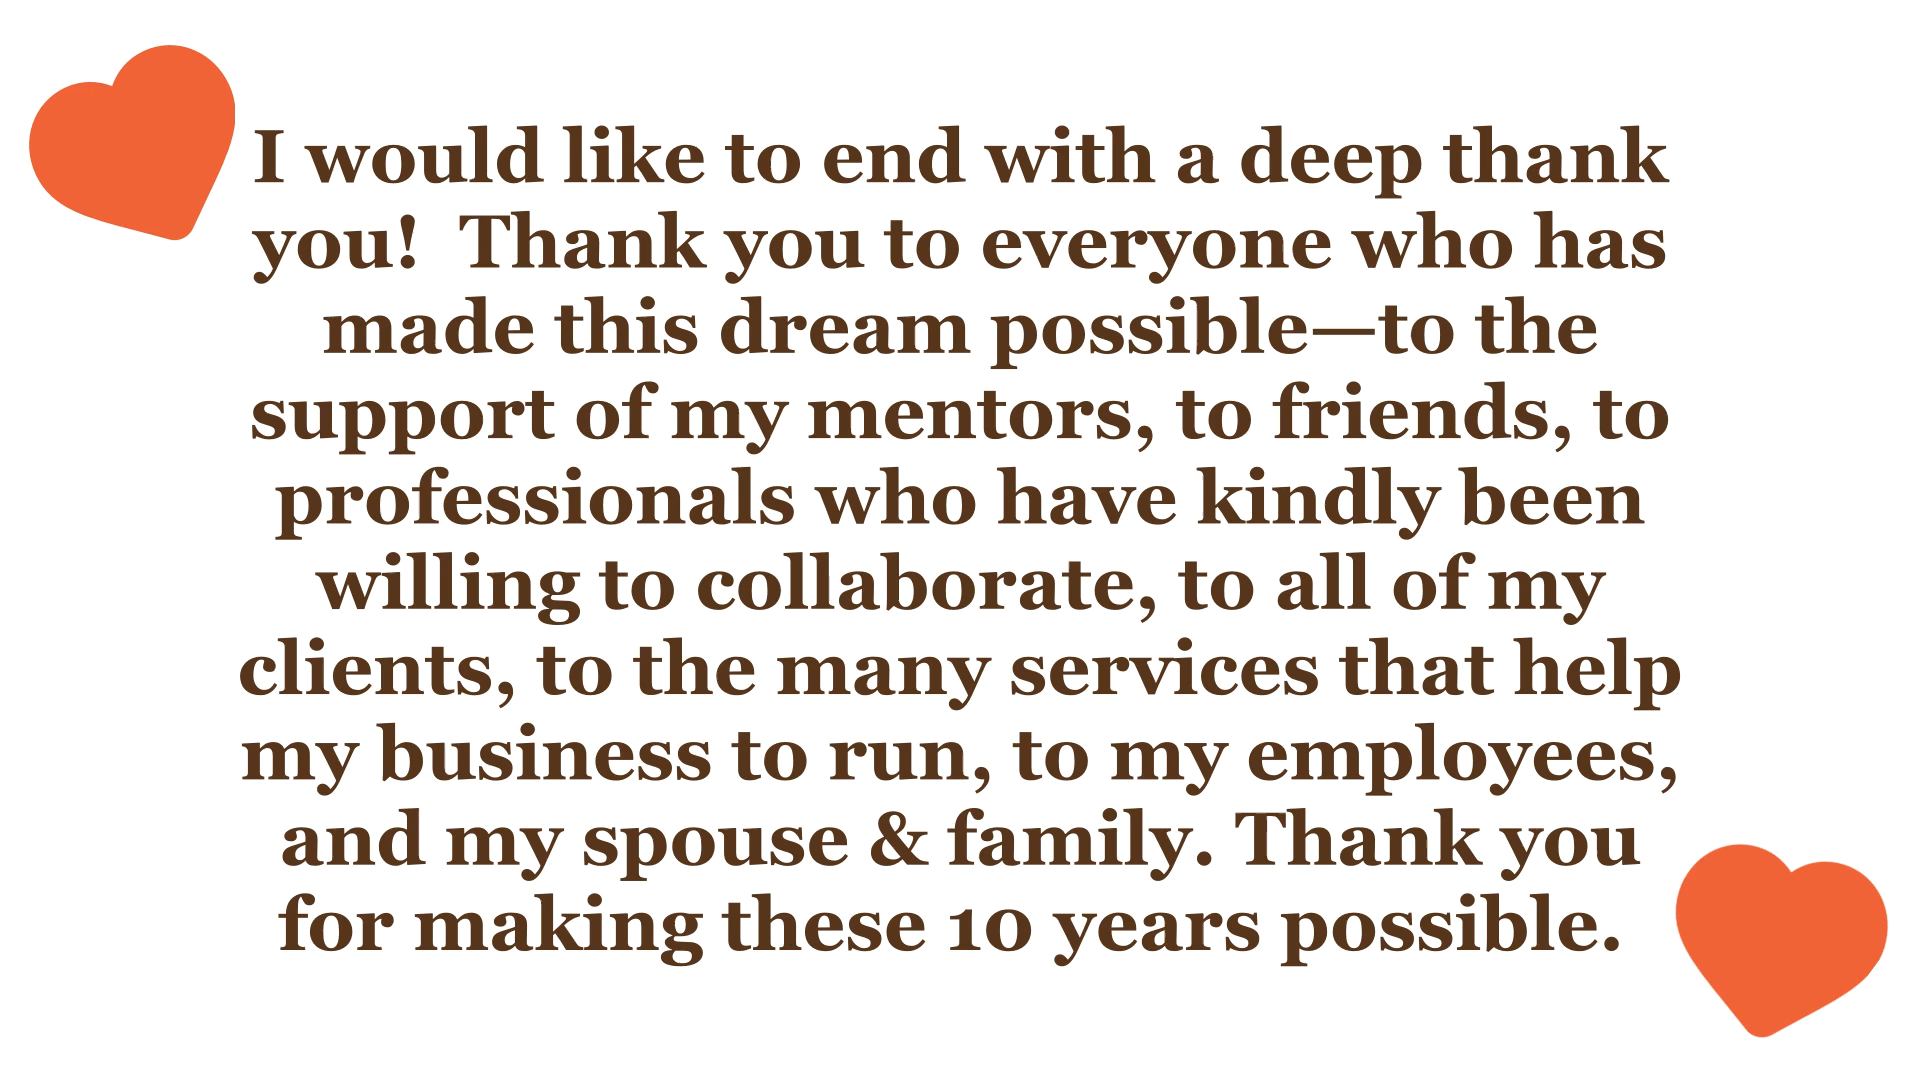 I would like to end with a deep thank
you!  Thank you to everyone who has
made this dream possible—to the
support of my mentors, to friends, to
professionals who have kindly been
willing to collaborate, to all of my
clients, to the many services that help
my business to run, to my employees,
and my spouse & family. Thank you
for making these 10 years possible.